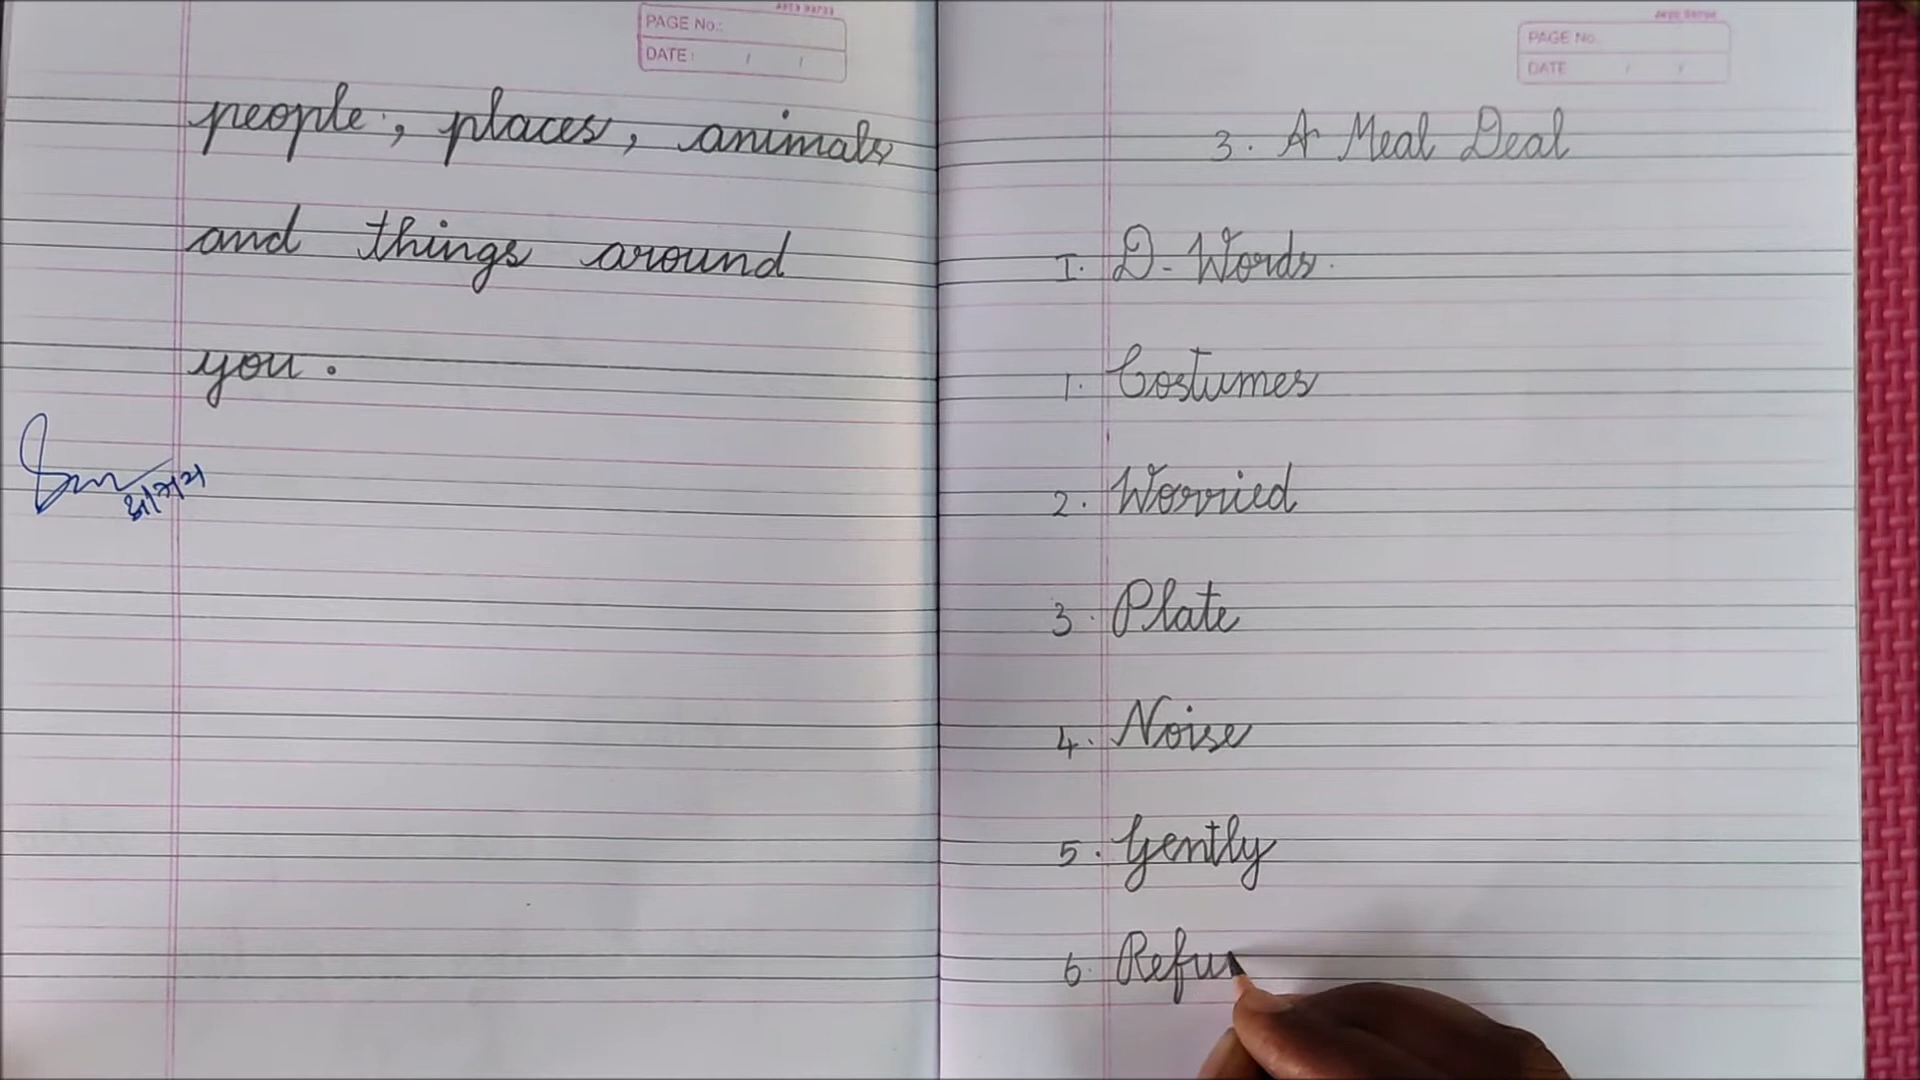 PAGE No.:
DATE: / /
people, places, animals
and things around
you.
PAGE No.
DATE / /
3. A Meal Deal
I. D-Words.
1. Costumes
2. Worried
3. Plate
4. Noise
5. Gently
6. Refu